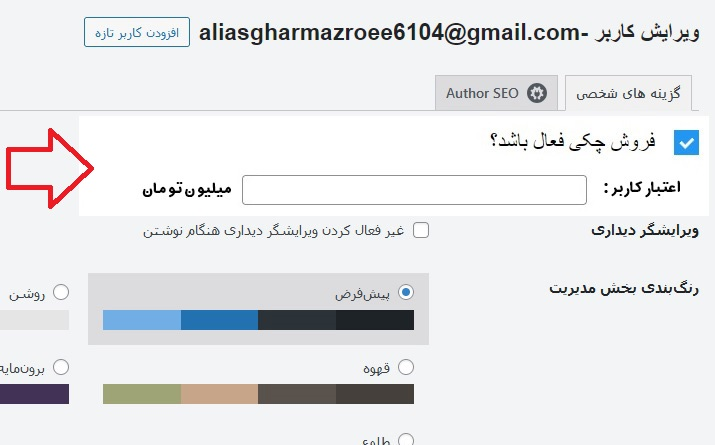 ویرایش کاربر -aliasgharmazroee6104@gmail.com افزودن کاربر تازه
گزینه های شخصی Author SEO
فروش چکی فعال باشد؟
اعتبار کاربر : میلیون تومان
ویرایشگر دیداری غیر فعال کردن ویرایشگر دیداری هنگام نوشتن
رنگ‌بندی بخش مدیریت پیش‌فرض روشن
قهوه برون‌مایه
طلوع